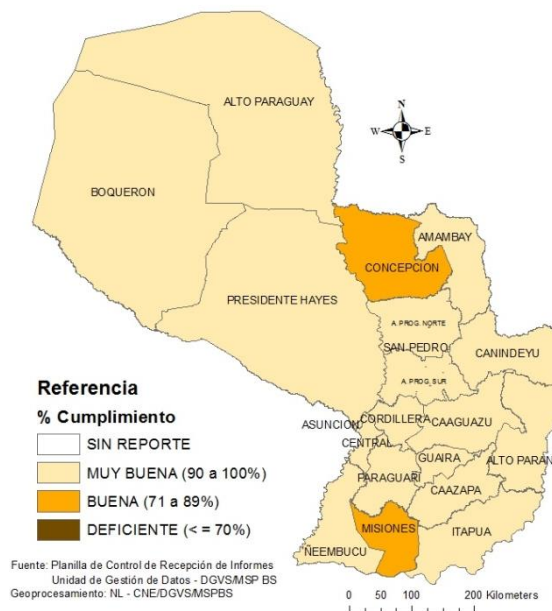 ALTO PARAGUAY
N
W E
S
BOQUERON
AMAMBAY
CONCEPCION
PRESIDENTE HAYES
A. PROG. NORTE
SAN PEDRO
CANINDEYU
A. PROG. SUR
Referencia
% Cumplimiento
SIN REPORTE
MUY BUENA (90 a 100%)
BUENA (71 a 89%)
DEFICIENTE (< = 70%)
ASUNCION
CORDILLERA
CAAGUAZU
CENTRAL
GUAIRA
ALTO PARAN
PARAGUARI
CAAZAPA
MISIONES
ITAPUA
ÑEEMBUCU
Fuente: Planilla de Control de Recepción de Informes
Unidad de Gestión de Datos - DGVS/MSP BS
Geoprocesamiento: NL - CNE/DGVS/MSPBS
0 50 100 200 Kilometers